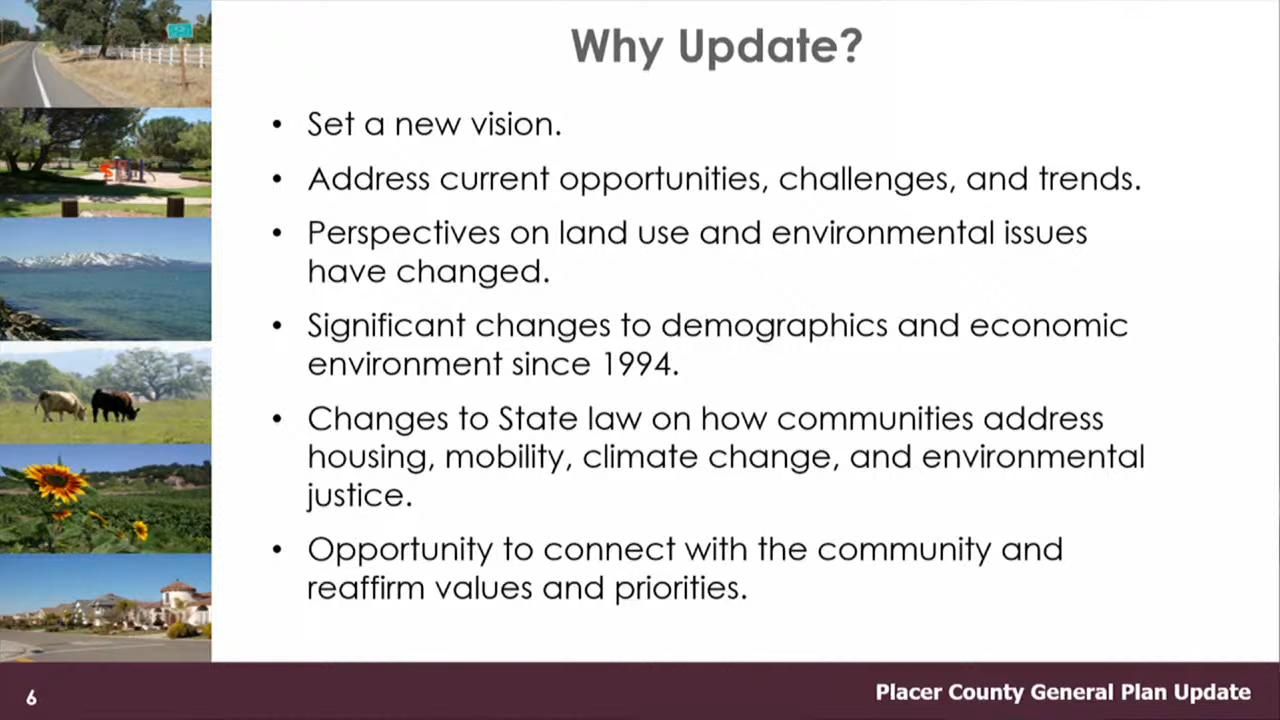 Why Update?
• Set a new vision.
• Address current opportunities, challenges, and trends.
• Perspectives on land use and environmental issues
have changed.
• Significant changes to demographics and economic
environment since 1994.
• Changes to State law on how communities address
housing, mobility, climate change, and environmental
justice.
• Opportunity to connect with the community and
reaffirm values and priorities.
6
Placer County General Plan Update